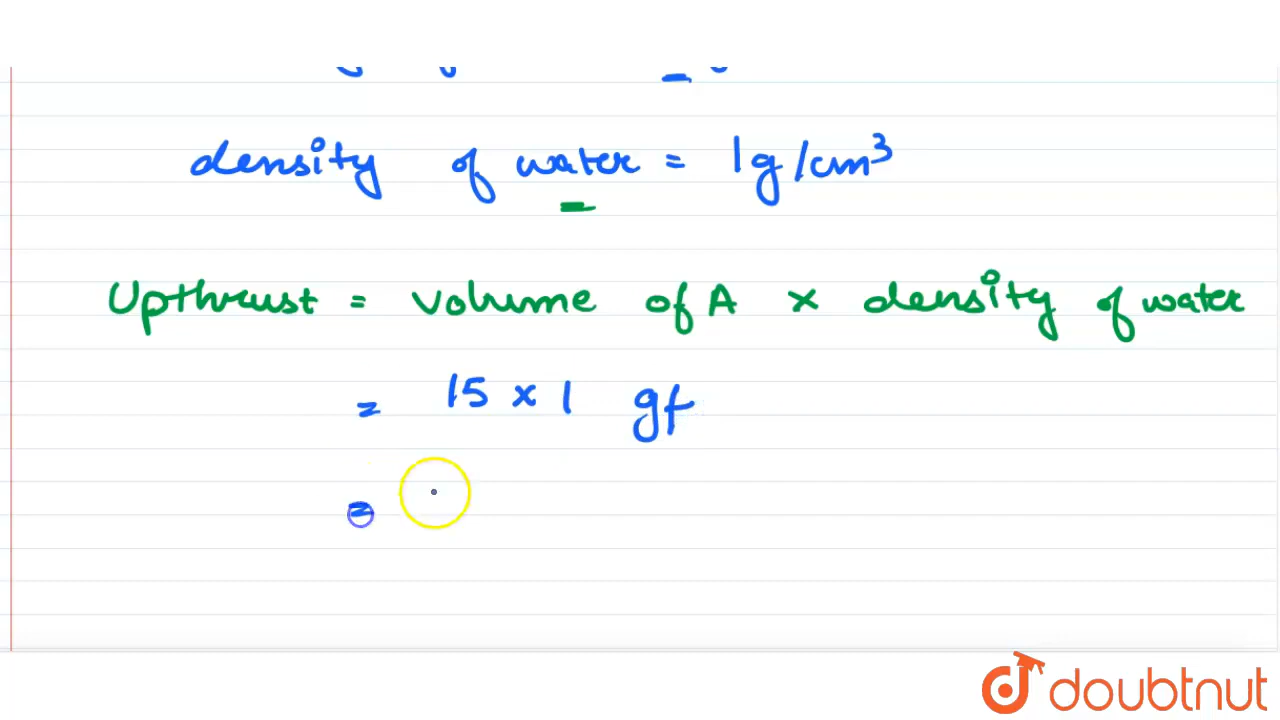 density of water = 1g/cm³
Upthrust = volume of A × density of water
= 15 × 1 gf
=
doubtnut